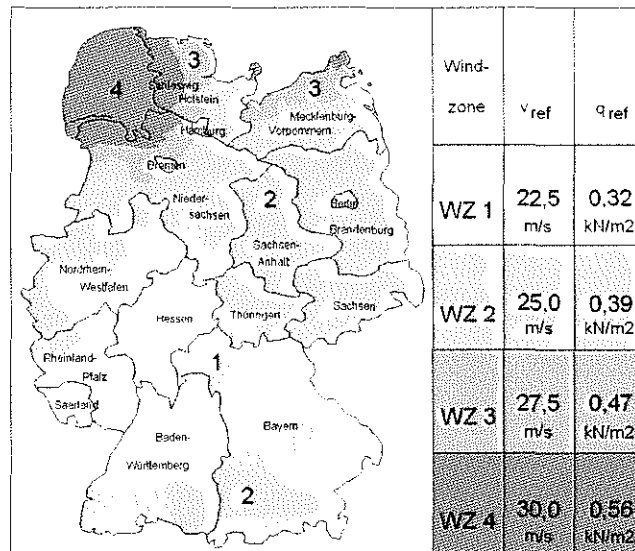 3
4
3
Schleswig
Holstein
Mecklenburg-
Vorpommern
Hamburg
Bremen
Nieder-
sachsen
2
Berlin
Brandenburg
Sachsen-
Anhalt
Nordrhein-
Westfalen
Hessen
Thüringen
Sachsen
Rheinland-
Pfalz
Saarland
1
Bayern
Baden-
Württemberg
2
Wind-
zone
v ref
q ref
WZ 1
22,5
m/s
0,32
kN/m2
WZ 2
25,0
m/s
0,39
kN/m2
WZ 3
27,5
m/s
0,47
kN/m2
WZ 4
30,0
m/s
0,56
kN/m2